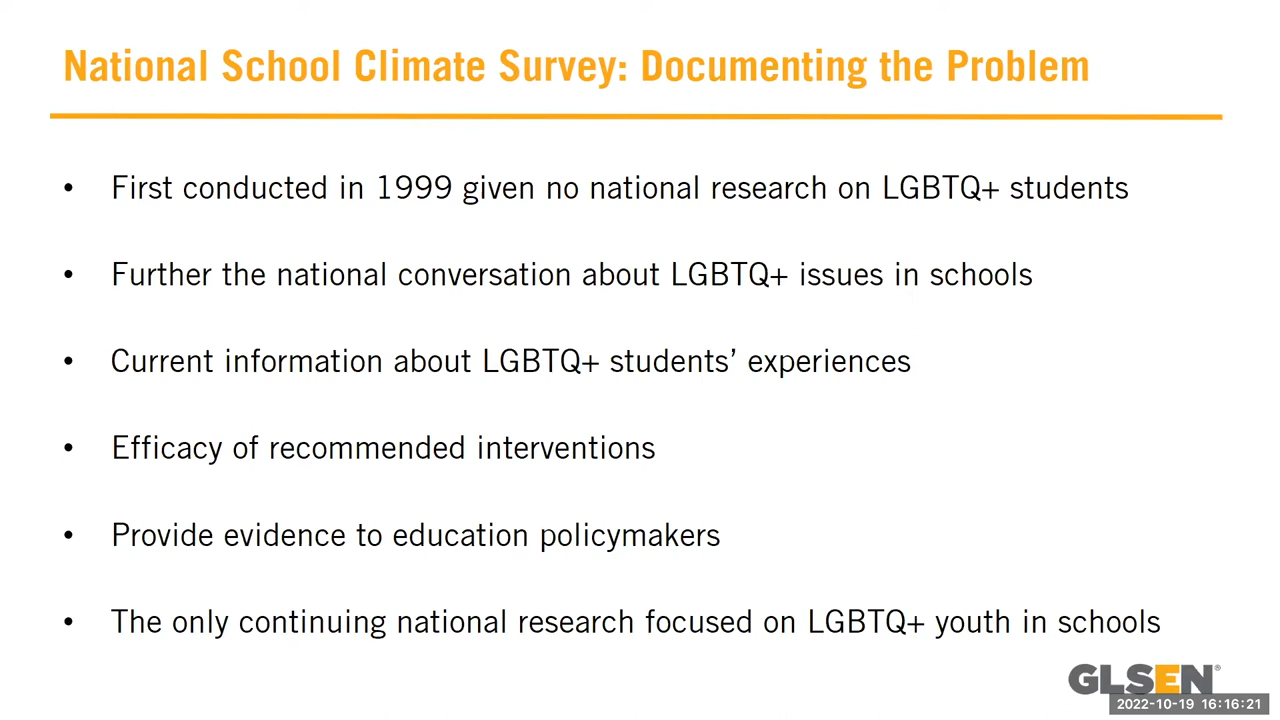 National School Climate Survey: Documenting the Problem
• First conducted in 1999 given no national research on LGBTQ+ students
• Further the national conversation about LGBTQ+ issues in schools
• Current information about LGBTQ+ students’ experiences
• Efficacy of recommended interventions
• Provide evidence to education policymakers
• The only continuing national research focused on LGBTQ+ youth in schools
GLSEN®
2022-10-19 16:16:21